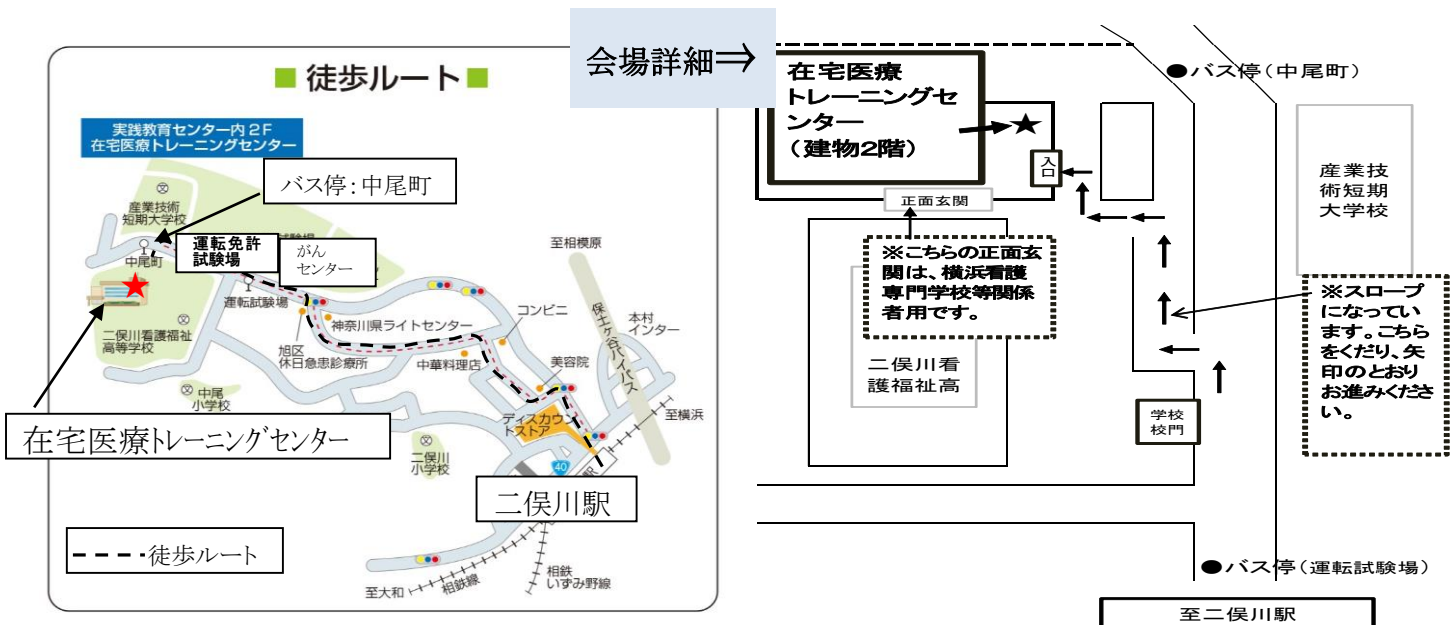 会場詳細⇒
■ 徒歩ルート ■
実践教育センター内2F
在宅医療トレーニングセンター
バス停：中尾町
産業技術
短期大学校
中尾町
運転免許
試験場
がん
センター
運転試験場
二俣川看護福祉
高等学校
旭区
休日急患診療所
神奈川県ライトセンター
中華料理店
コンビニ
美容院
至相模原
保土ヶ谷バイパス
本村
インター
至横浜
中尾
小学校
ディスカウン
トストア
在宅医療トレーニングセンター
二俣川
小学校
40
駅
二俣川駅
徒歩ルート
至大和
相鉄線
相鉄
いずみ野線
在宅医療
トレーニングセ
ンター
（建物2階）
入口
正面玄関
●バス停（中尾町）
産業技
術短期
大学校
※こちらの正面玄
関は、横浜看護
専門学校等関係
者用です。
二俣川看
護福祉高
※スロープ
になってい
ます。こちら
をくだり、矢
印のとおり
お進みくださ
い。
学校
校門
●バス停（運転試験場）
至二俣川駅